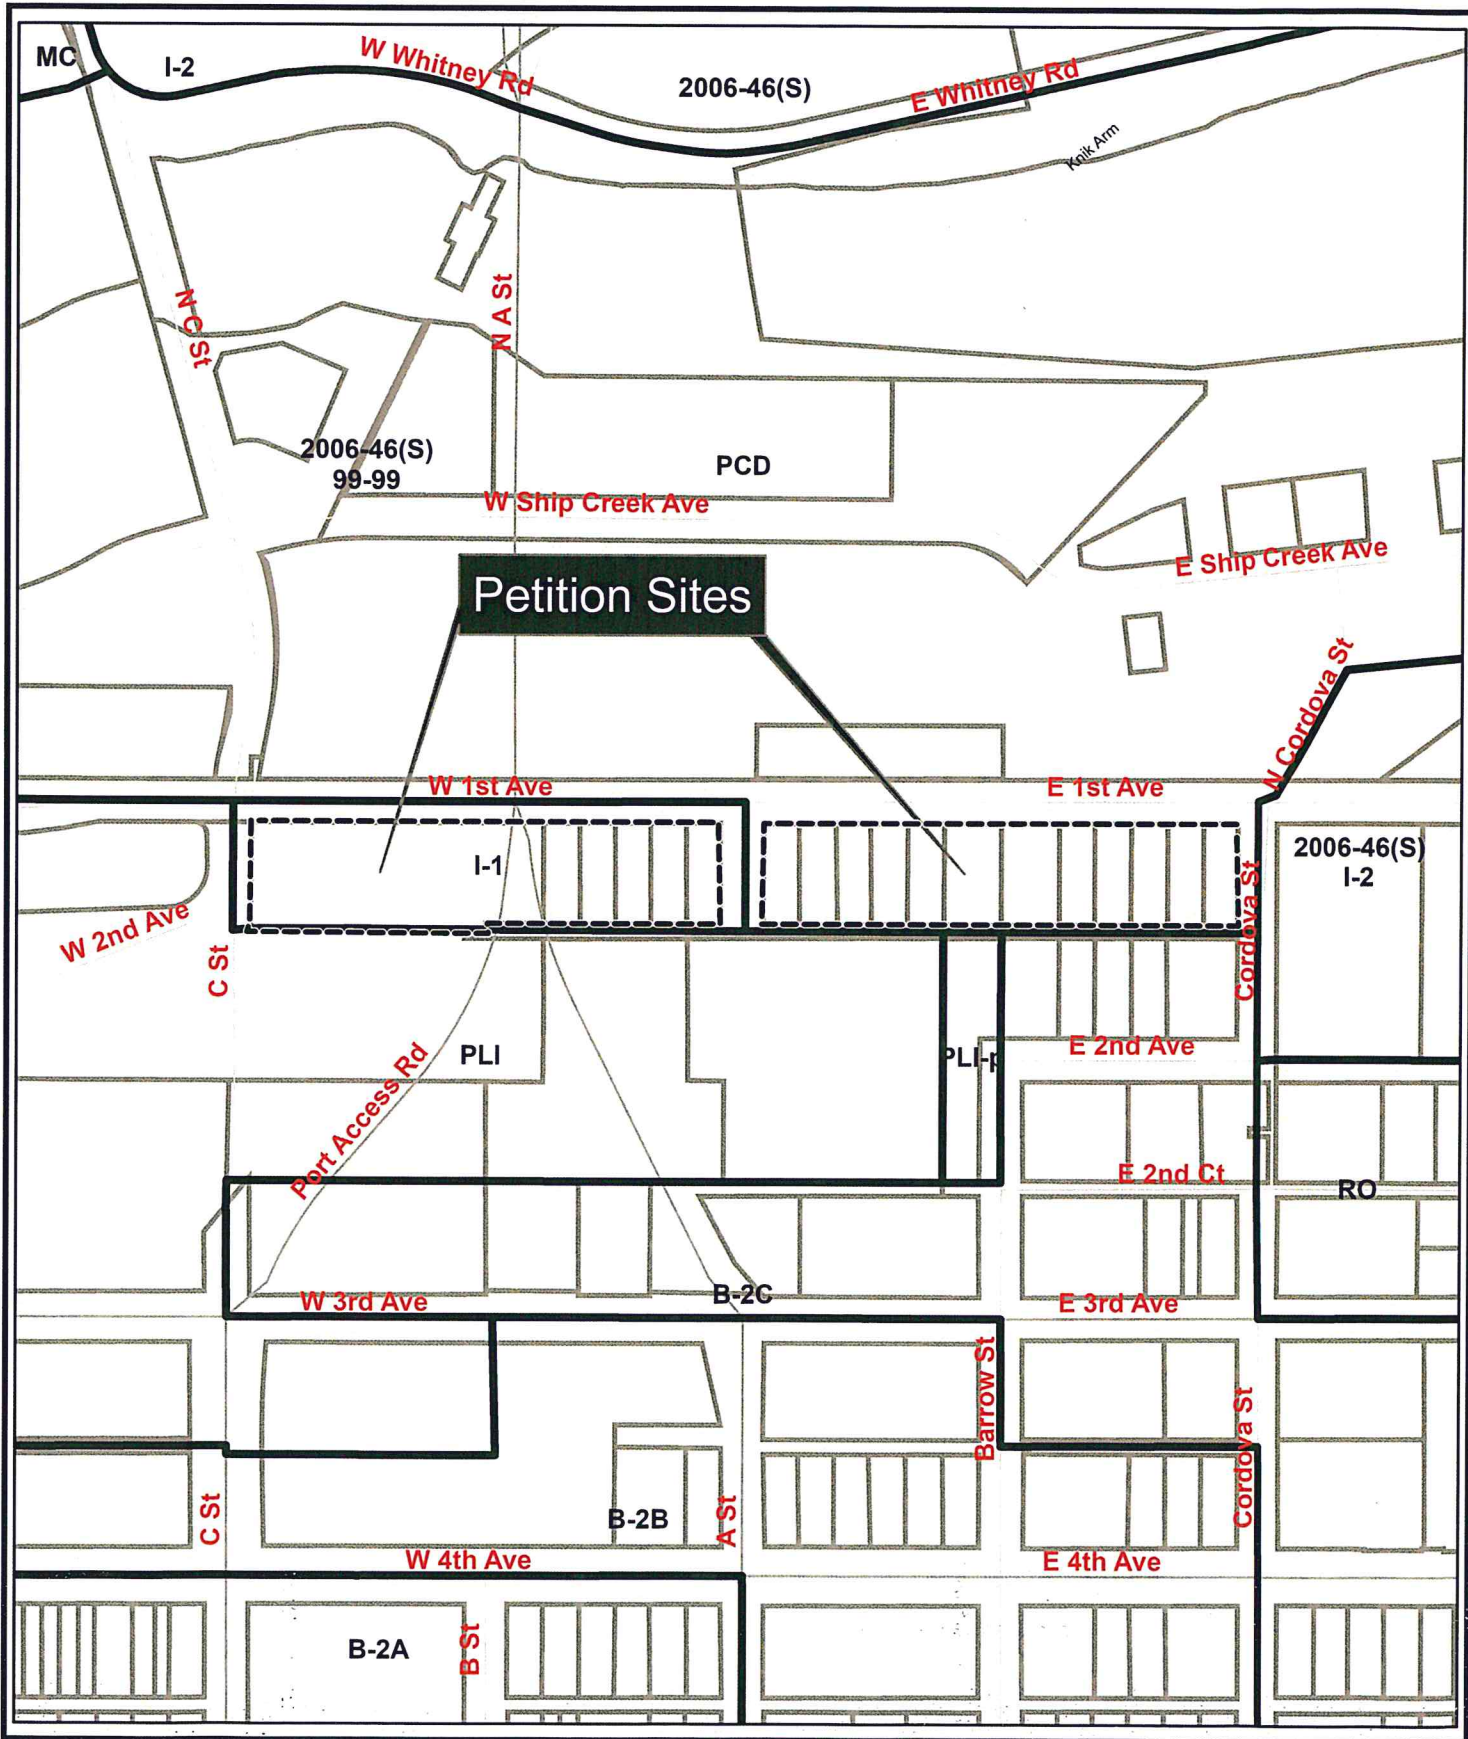 MC
I-2
W Whitney Rd
2006-46(S)
E Whitney Rd
Knik Arm
N C St
N A St
2006-46(S)
99-99
PCD
W Ship Creek Ave
E Ship Creek Ave
Petition Sites
N Cordova St
W 1st Ave
E 1st Ave
I-1
2006-46(S)
I-2
W 2nd Ave
C St
Cordova St
PLI
PLI-p
E 2nd Ave
Port Access Rd
E 2nd Ct
RO
W 3rd Ave
B-2C
E 3rd Ave
Barrow St
Cordova St
C St
B-2B
A St
W 4th Ave
E 4th Ave
B-2A
B St